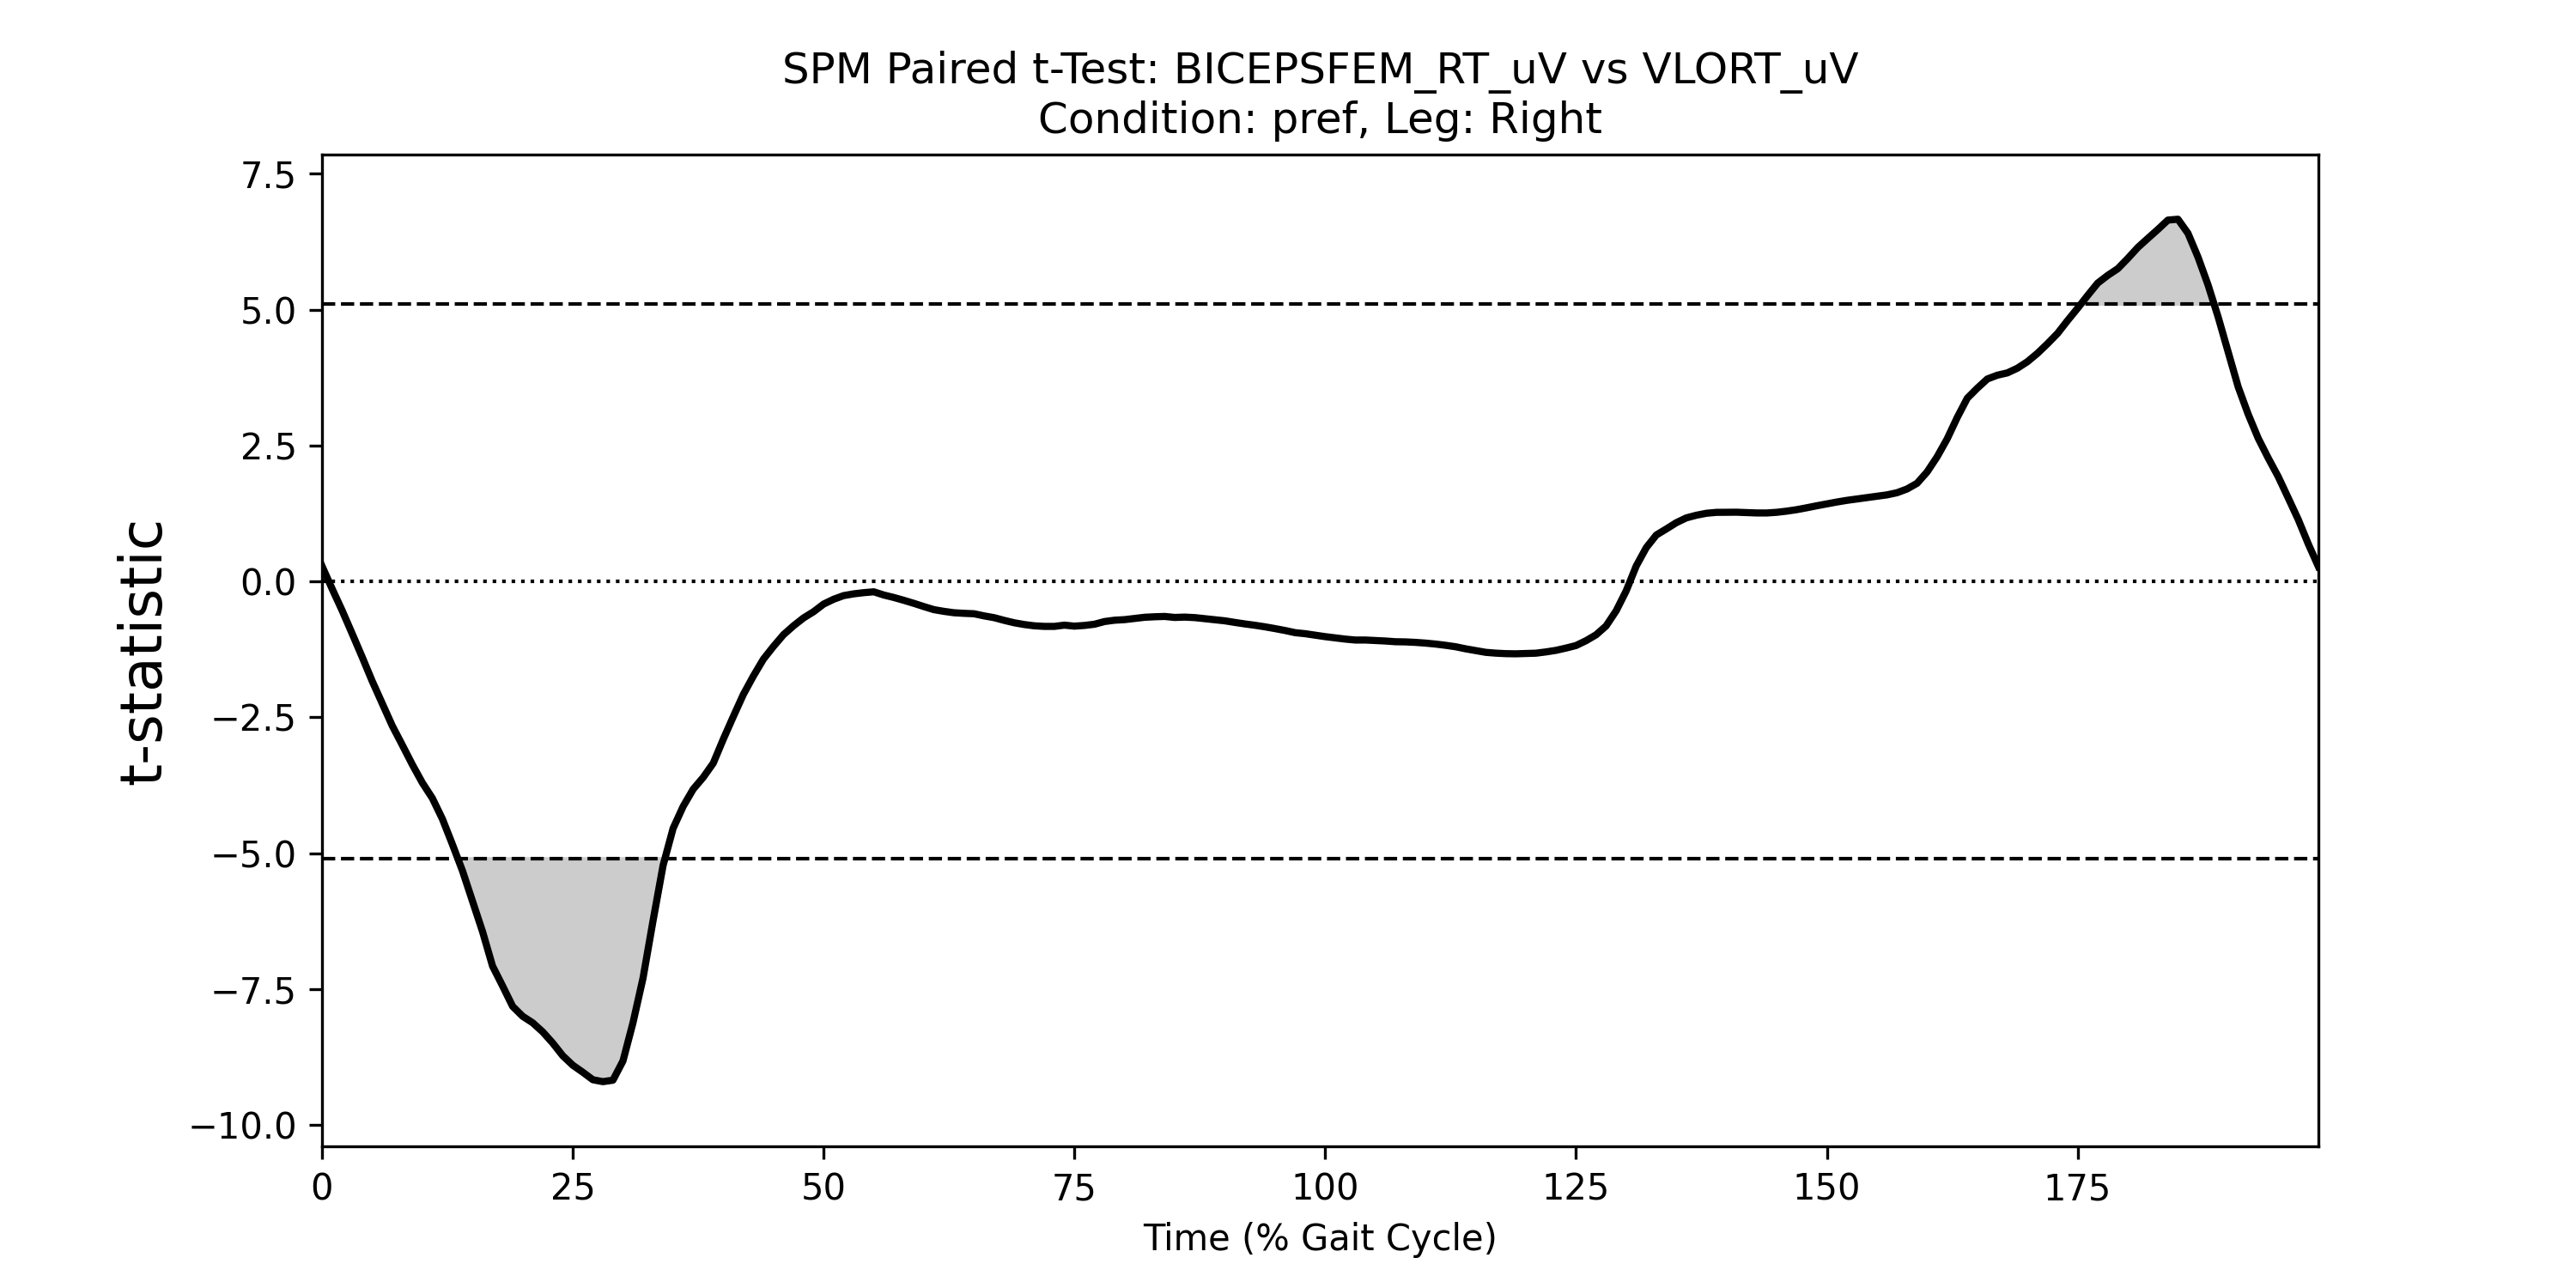 SPM Paired t-Test: BICEPSFEM_RT_uV vs VLORT_uV
Condition: pref, Leg: Right
7.5
5.0
2.5
0.0
−2.5
−5.0
−7.5
−10.0
t-statistic
0 25 50 75 100 125 150 175
Time (% Gait Cycle)